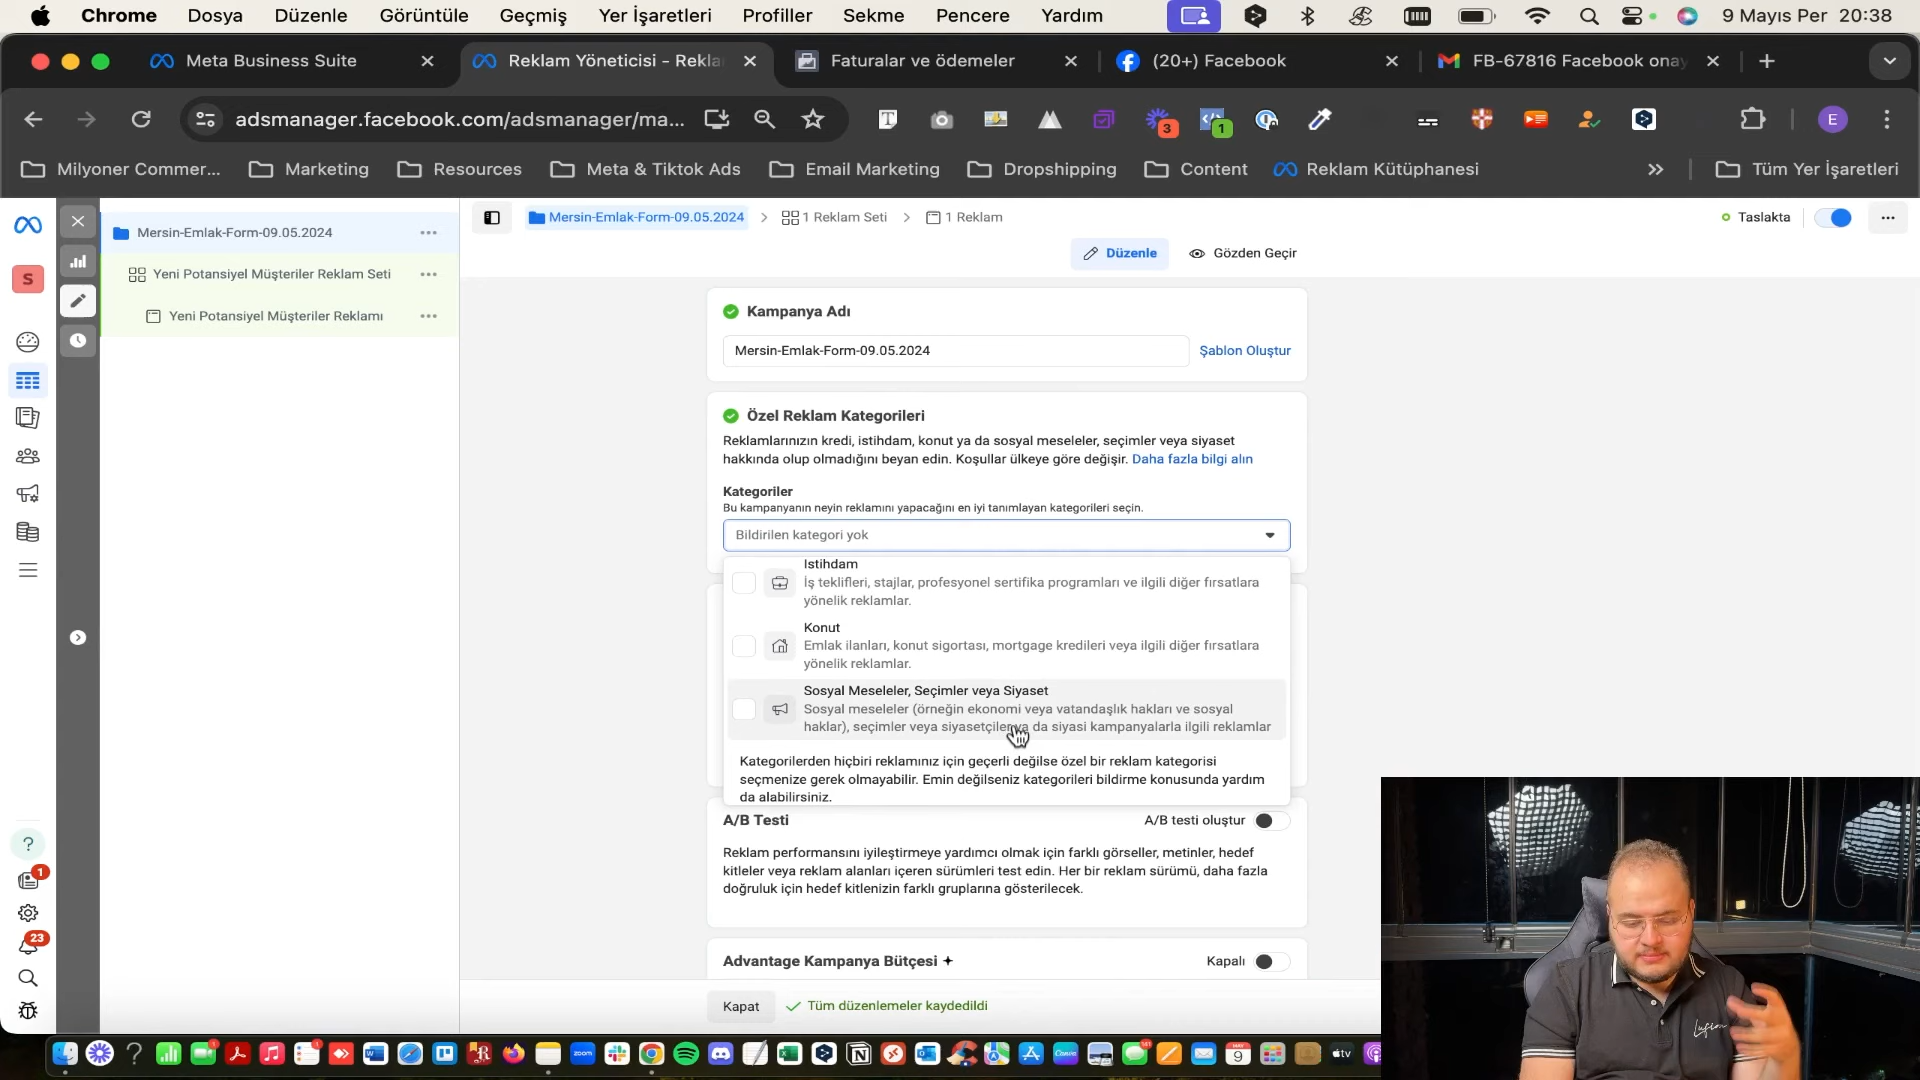 Chrome Dosya Düzenle Görüntüle Geçmiş Yer İşaretleri Profiller Sekme Pencere Yardım 9 Mayıs Per 20:38
Meta Business Suite Reklam Yöneticisi - Rekla Faturalar ve ödemeler (20+) Facebook FB-67816 Facebook onay
adsmanager.facebook.com/adsmanager/ma... 3 1 E
Milyoner Commer... Marketing Resources Meta & Tiktok Ads Email Marketing Dropshipping Content Reklam Kütüphanesi Tüm Yer İşaretleri
Mersin-Emlak-Form-09.05.2024 1 Reklam Seti 1 Reklam Taslakta
Mersin-Emlak-Form-09.05.2024
Düzenle Gözden Geçir
Yeni Potansiyel Müşteriler Reklam Seti
S
Yeni Potansiyel Müşteriler Reklamı
Kampanya Adı
Mersin-Emlak-Form-09.05.2024 Şablon Oluştur
Özel Reklam Kategorileri
Reklamlarınızın kredi, istihdam, konut ya da sosyal meseleler, seçimler veya siyaset
hakkında olup olmadığını beyan edin. Koşullar ülkeye göre değişir. Daha fazla bilgi alın
Kategoriler
Bu kampanyanın neyin reklamını yapacağını en iyi tanımlayan kategorileri seçin.
Bildirilen kategori yok
İstihdam
İş teklifleri, stajlar, profesyonel sertifika programları ve ilgili diğer fırsatlara
yönelik reklamlar.
Konut
Emlak ilanları, konut sigortası, mortgage kredileri veya ilgili diğer fırsatlara
yönelik reklamlar.
Sosyal Meseleler, Seçimler veya Siyaset
Sosyal meseleler (örneğin ekonomi veya vatandaşlık hakları ve sosyal
haklar), seçimler veya siyasetçiler ya da siyasi kampanyalarla ilgili reklamlar
Kategorilerden hiçbiri reklamınız için geçerli değilse özel bir reklam kategorisi
seçmenize gerek olmayabilir. Emin değilseniz kategorileri bildirme konusunda yardım
da alabilirsiniz.
A/B Testi A/B testi oluştur
Reklam performansını iyileştirmeye yardımcı olmak için farklı görseller, metinler, hedef
kitleler veya reklam alanları içeren sürümleri test edin. Her bir reklam sürümü, daha fazla
doğruluk için hedef kitlenizin farklı gruplarına gösterilecek.
1
23
Advantage Kampanya Bütçesi Kapalı
Kapat Tüm düzenlemeler kaydedildi
zoom
Canva
9
tv